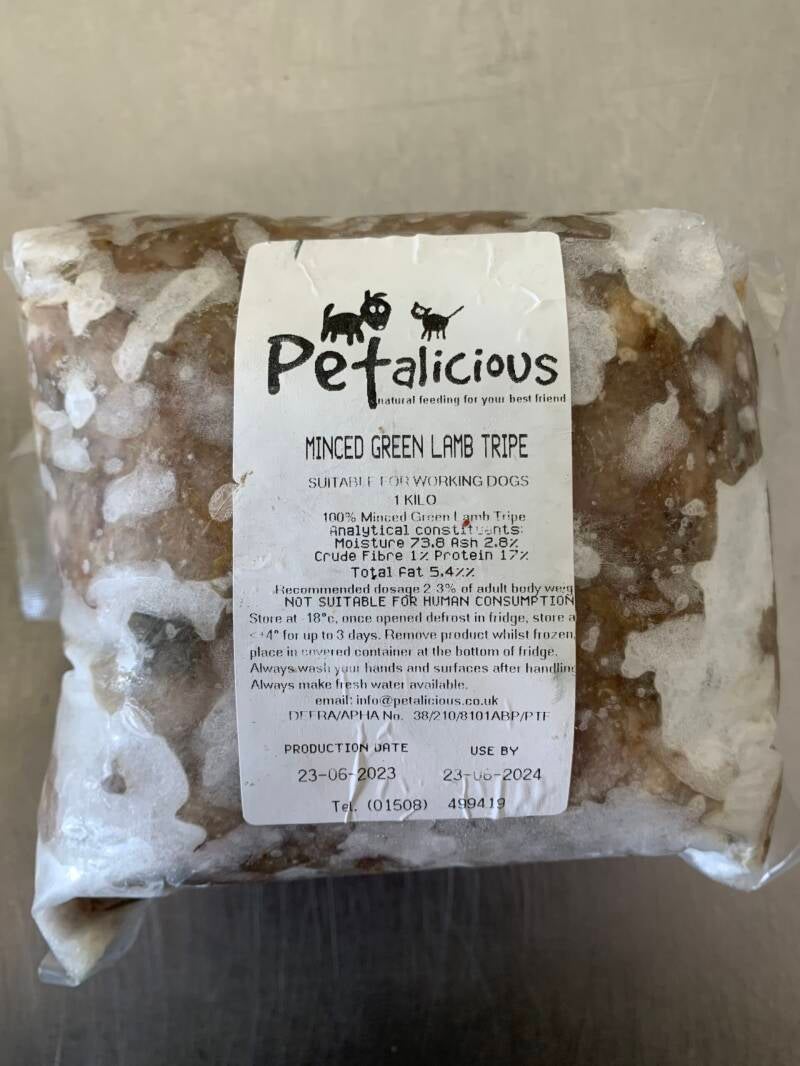 Petalicious
natural feeding for your best friend
MINCED GREEN LAMB TRIPE
SUITABLE FOR WORKING DOGS
1 KILO
100% Minced Green Lamb Tripe
Analytical constituents:
Moisture 73.8 Ash 2.8%
Crude Fibre 1% Protein 17%
Total Fat 5.4%%
Recommended dosage 2-3% of adult body weig
NOT SUITABLE FOR HUMAN CONSUMPTION
Store at -18°c, once opened defrost in fridge, store a
<+4° for up to 3 days. Remove product whilst frozen,
place in covered container at the bottom of fridge.
Always wash your hands and surfaces after handling
Always make fresh water available.
email: info@petalicious.co.uk
DEFRA/APHA No. 38/210/8101ABP/PTF
PRODUCTION DATE USE BY
23-06-2023 23-06-2024
Tel. (01508) 499419